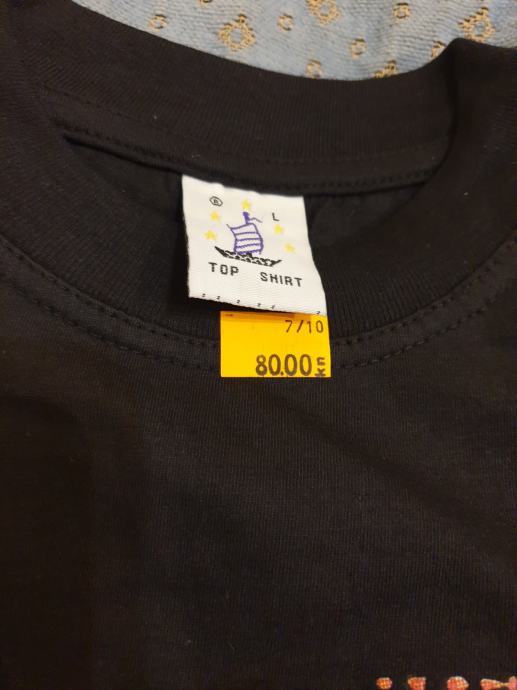 ® L
TOP SHIRT
7/10
80.00 kn